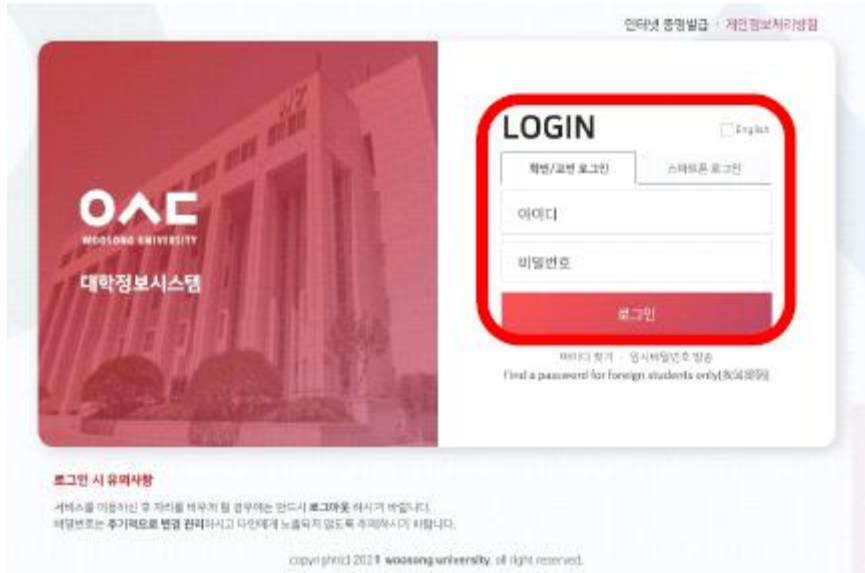 인터넷 증명발급 · 개인정보처리방침
LOGIN
English
학번/교번 로그인
스마트폰 로그인
아이디
비밀번호
로그인
아이디 찾기 · 임시비밀번호 발송
Find a password for foreign students only
WOOSONG UNIVERSITY
대학정보시스템
로그인 시 유의사항
서비스를 이용하신 후 자리를 비우게 될 경우에는 반드시 로그아웃 하시기 바랍니다.
비밀번호는 주기적으로 변경 관리하시고 타인에게 노출되지 않도록 주의하시기 바랍니다.
copyright(c) 2021 woosong university. all right reserved.